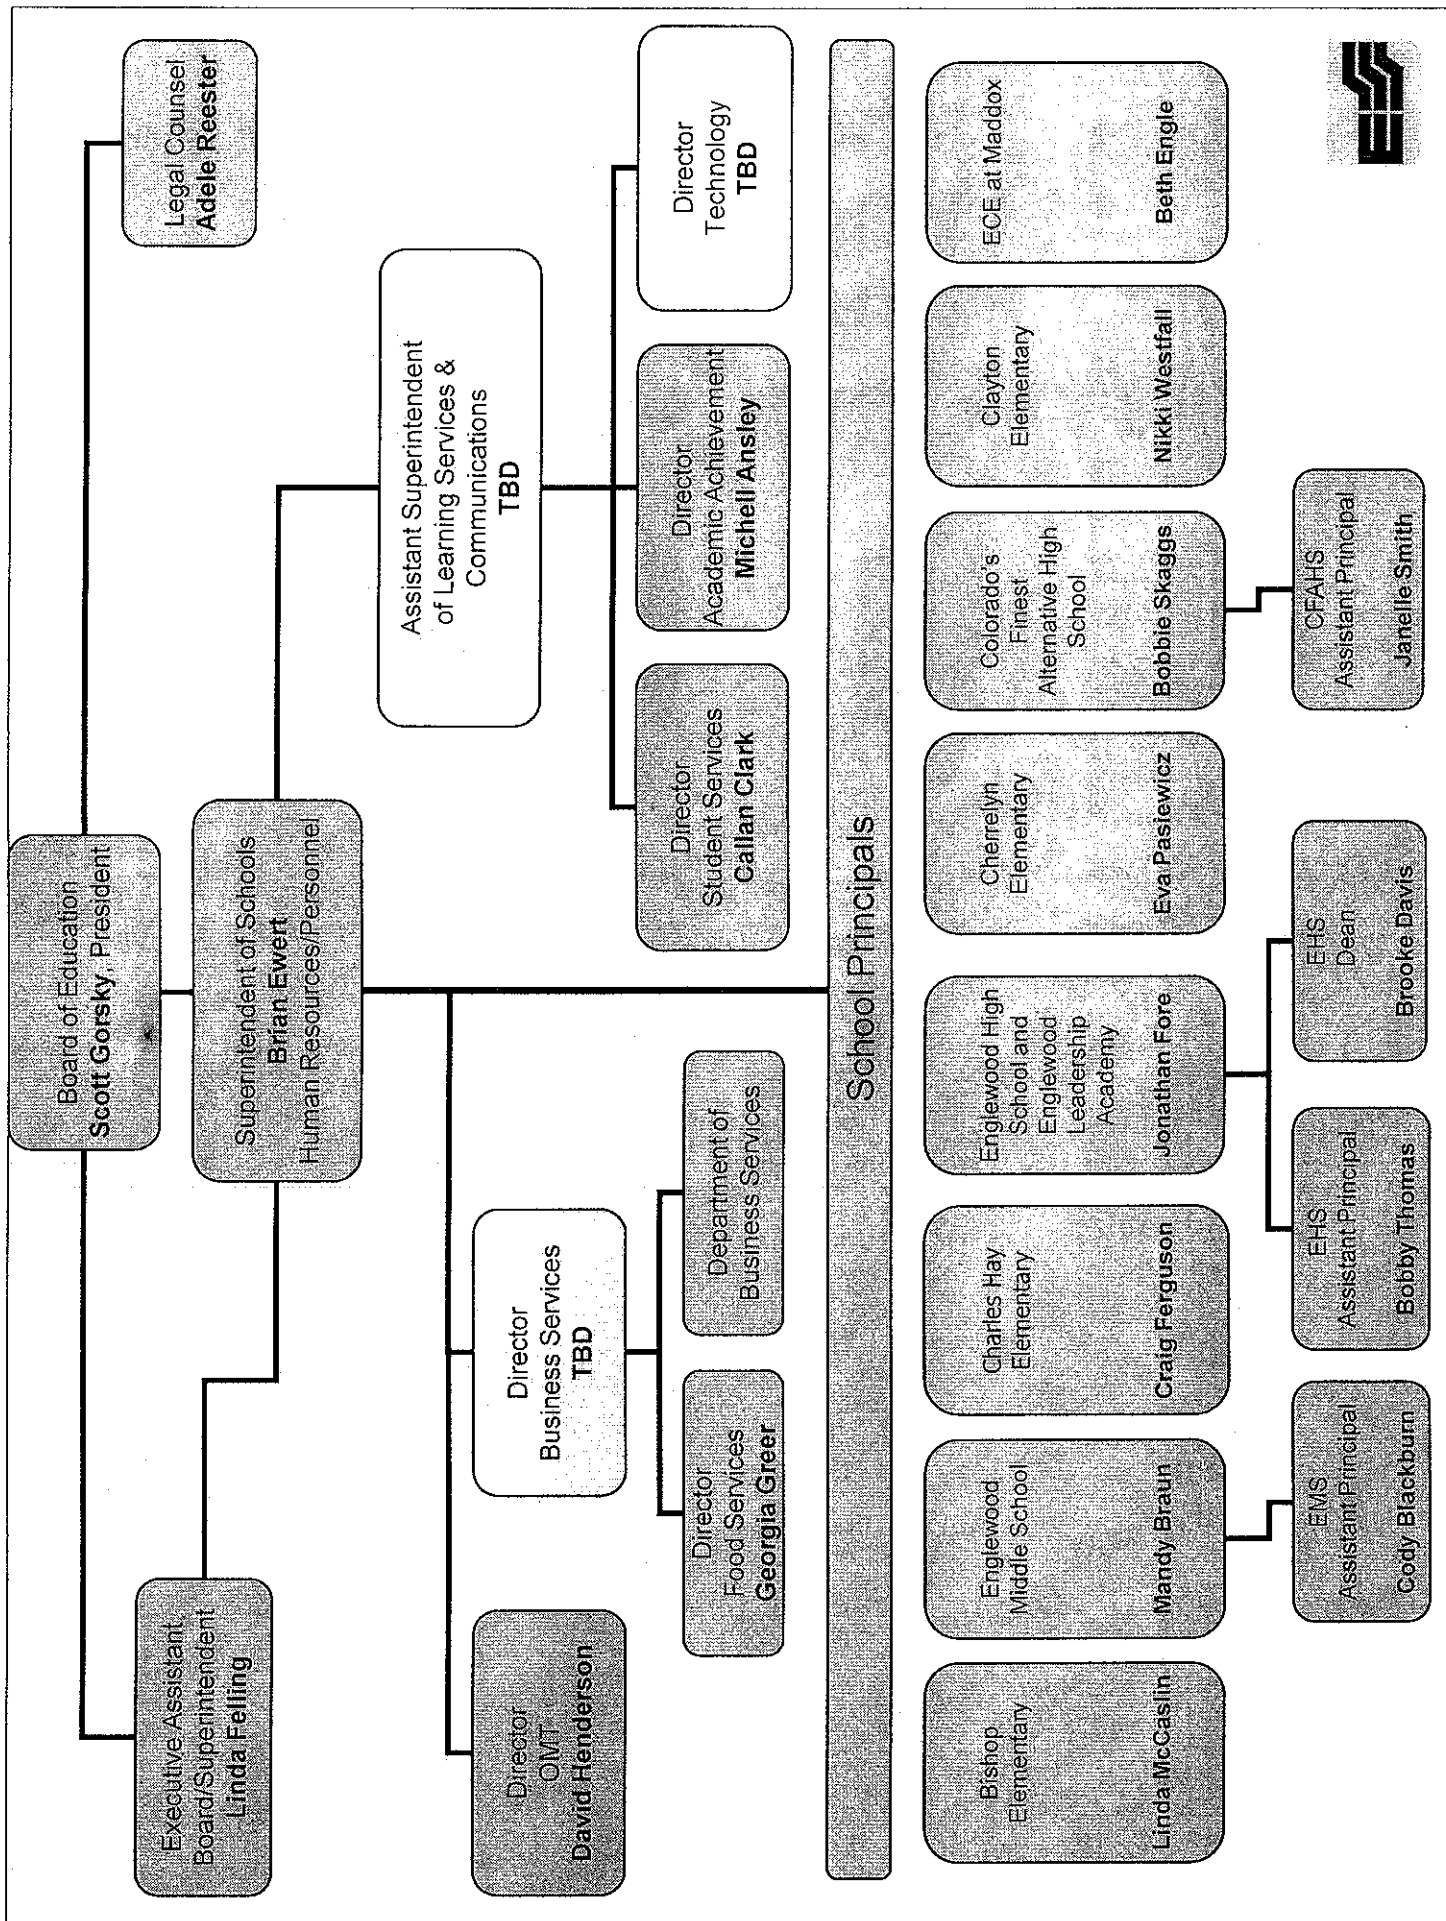 Board of Education
Scott Gorsky, President
Legal Counsel
Adele Reester
Executive Assistant,
Board/Superintendent
Linda Felling
Superintendent of Schools
Brian Ewert
Human Resources/Personnel
Assistant Superintendent
of Learning Services &
Communications
TBD
Director
OMT
David Henderson
Director
Business Services
TBD
Director
Student Services
Callan Clark
Director
Academic Achievement
Michell Ansley
Director
Technology
TBD
Director
Food Services
Georgia Greer
Department of
Business Services
School Principals
Bishop
Elementary
Linda McCaslin
Englewood
Middle School
Mandy Braun
Charles Hay
Elementary
Craig Ferguson
Englewood High
School and
Englewood
Leadership
Academy
Jonathan Fore
Cherrelyn
Elementary
Eva Pasiewicz
Colorado's
Finest
Alternative High
School
Bobbie Skaggs
Clayton
Elementary
Nikki Westfall
ECE at Maddox
Beth Engle
EMS
Assistant Principal
Cody Blackburn
EHS
Assistant Principal
Bobby Thomas
EHS
Dean
Brooke Davis
CFAHS
Assistant Principal
Janelle Smith